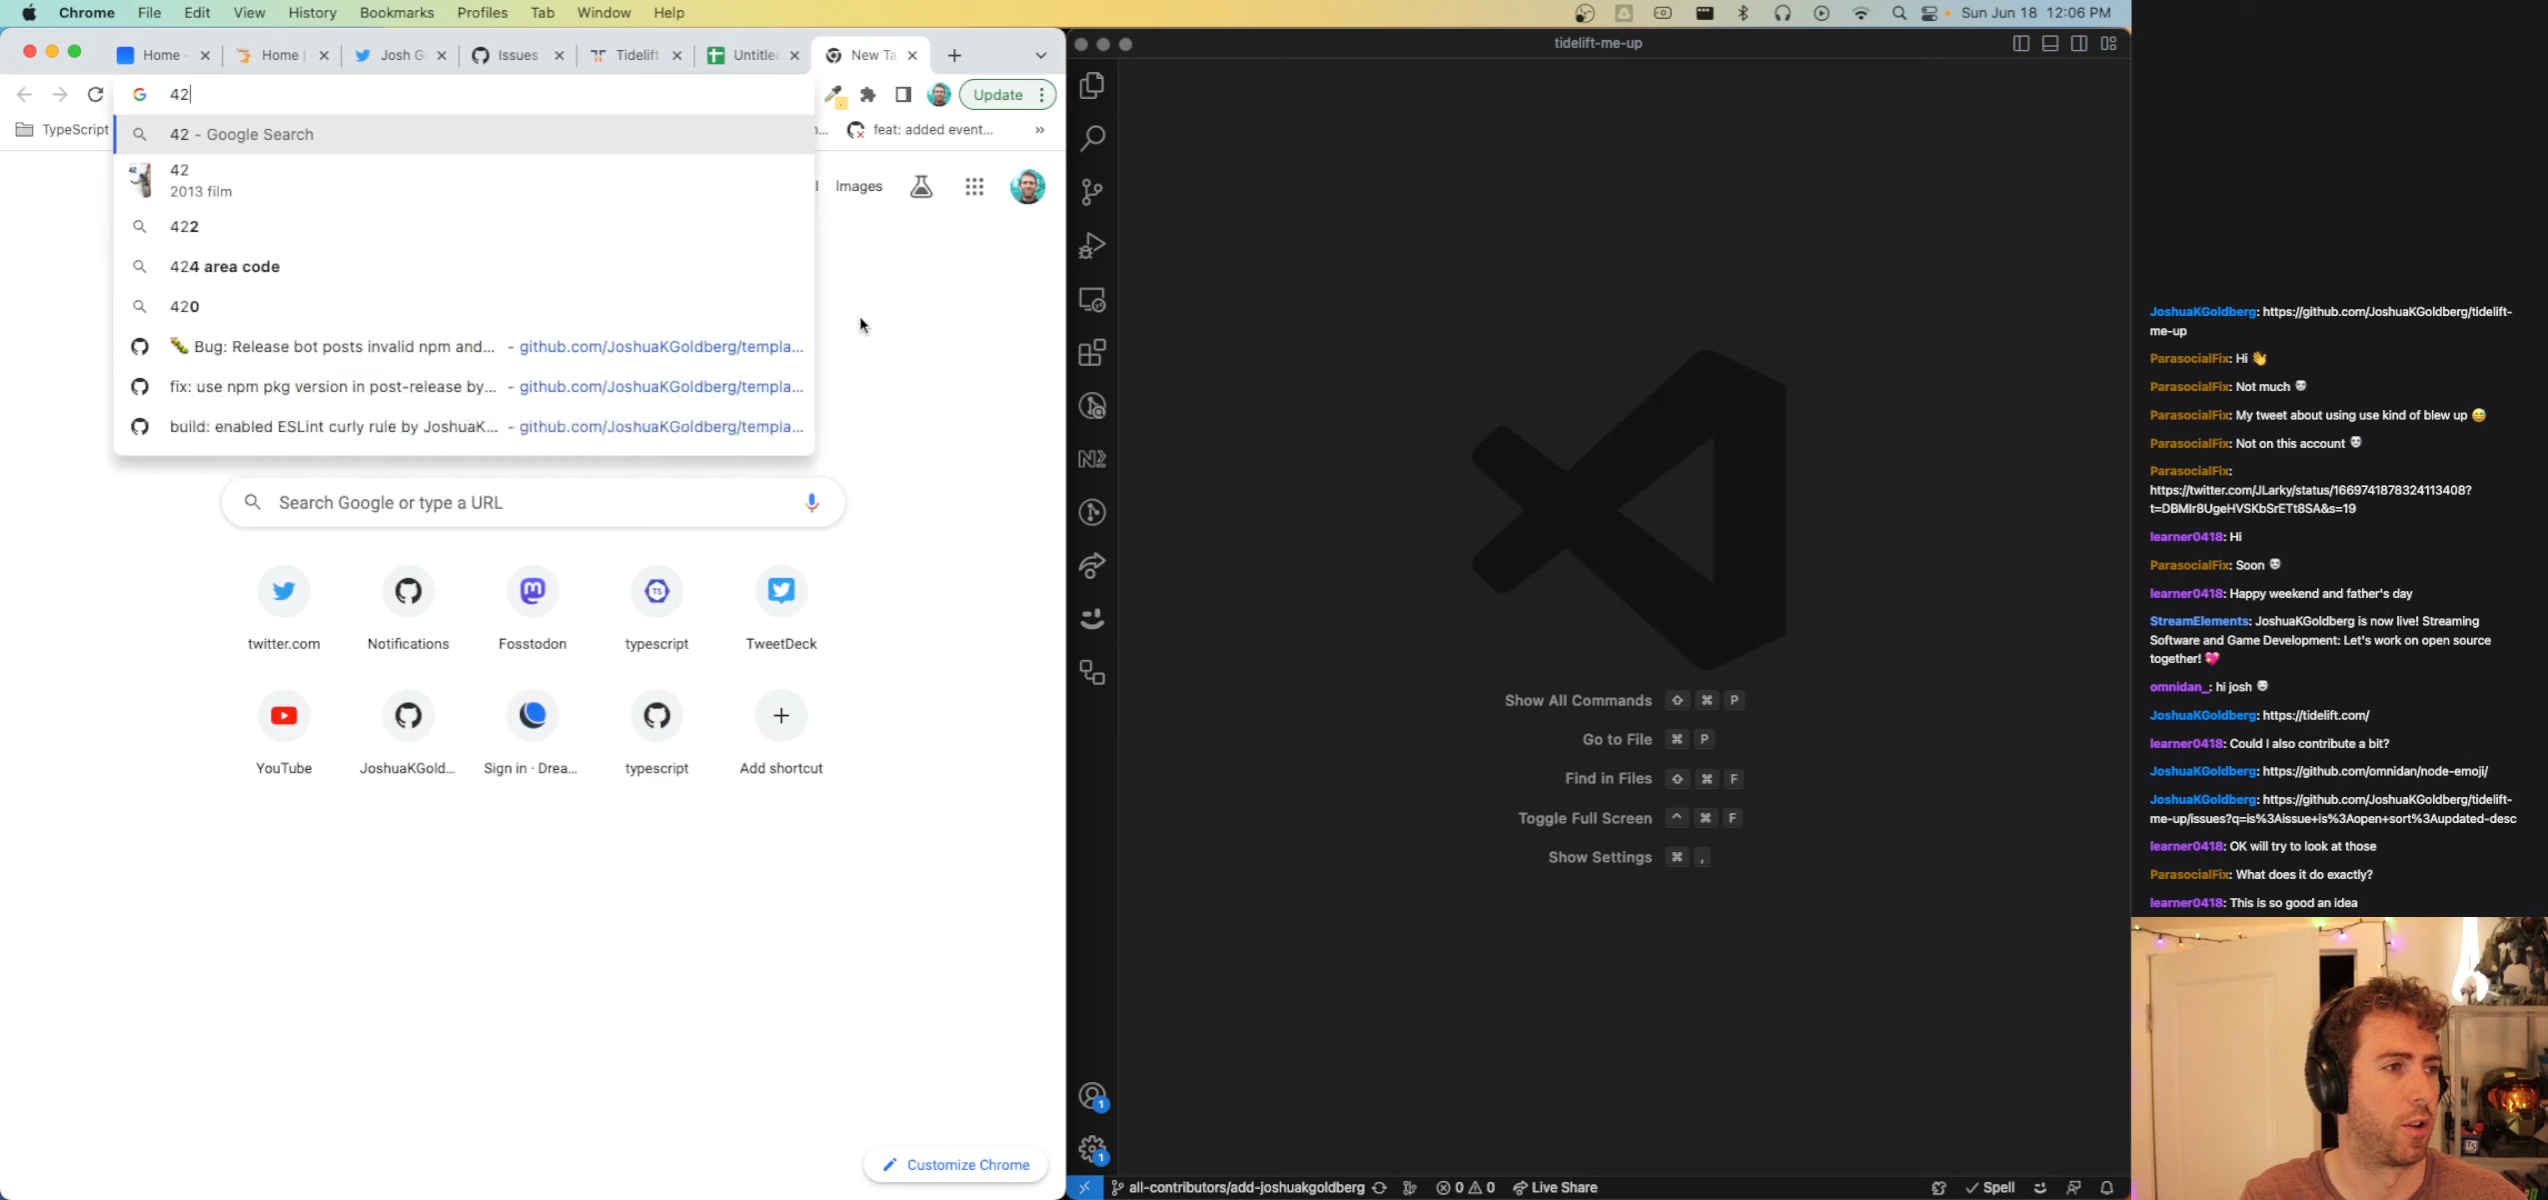 Chrome File Edit View History Bookmarks Profiles Tab Window Help
Sun Jun 18 12:06 PM
Home - Home | Josh G Issues Tidelift Untitled New Ta
tidelift-me-up
42
Update
TypeScript
feat: added event...
»
42 - Google Search
42
2013 film
Images
422
424 area code
420
Bug: Release bot posts invalid npm and... - github.com/JoshuaKGoldberg/templa...
fix: use npm pkg version in post-release by... - github.com/JoshuaKGoldberg/templa...
build: enabled ESLint curly rule by JoshuaK... - github.com/JoshuaKGoldberg/templa...
Search Google or type a URL
twitter.com Notifications Fosstodon typescript TweetDeck
YouTube JoshuaKGold... Sign in · Drea... typescript Add shortcut
Customize Chrome
Show All Commands ⇧ ⌘ P
Go to File ⌘ P
Find in Files ⇧ ⌘ F
Toggle Full Screen ^ ⌘ F
Show Settings ⌘ ,
1
1
all-contributors/add-joshuakgoldberg 0 0 Live Share Spell
JoshuaKGoldberg: https://github.com/JoshuaKGoldberg/tidelift-
me-up
ParasocialFix: Hi 👋
ParasocialFix: Not much
ParasocialFix: My tweet about using use kind of blew up 😅
ParasocialFix: Not on this account
ParasocialFix:
https://twitter.com/JLarky/status/1669741878324113408?
t=DBMIr8UgeHVSKbSrETt8SA&s=19
learner0418: Hi
ParasocialFix: Soon
learner0418: Happy weekend and father's day
StreamElements: JoshuaKGoldberg is now live! Streaming
Software and Game Development: Let's work on open source
together! 💖
omnidan_: hi josh
JoshuaKGoldberg: https://tidelift.com/
learner0418: Could I also contribute a bit?
JoshuaKGoldberg: https://github.com/omnidan/node-emoji/
JoshuaKGoldberg: https://github.com/JoshuaKGoldberg/tidelift-
me-up/issues?q=is%3Aissue+is%3Aopen+sort%3Aupdated-desc
learner0418: OK will try to look at those
ParasocialFix: What does it do exactly?
learner0418: This is so good an idea